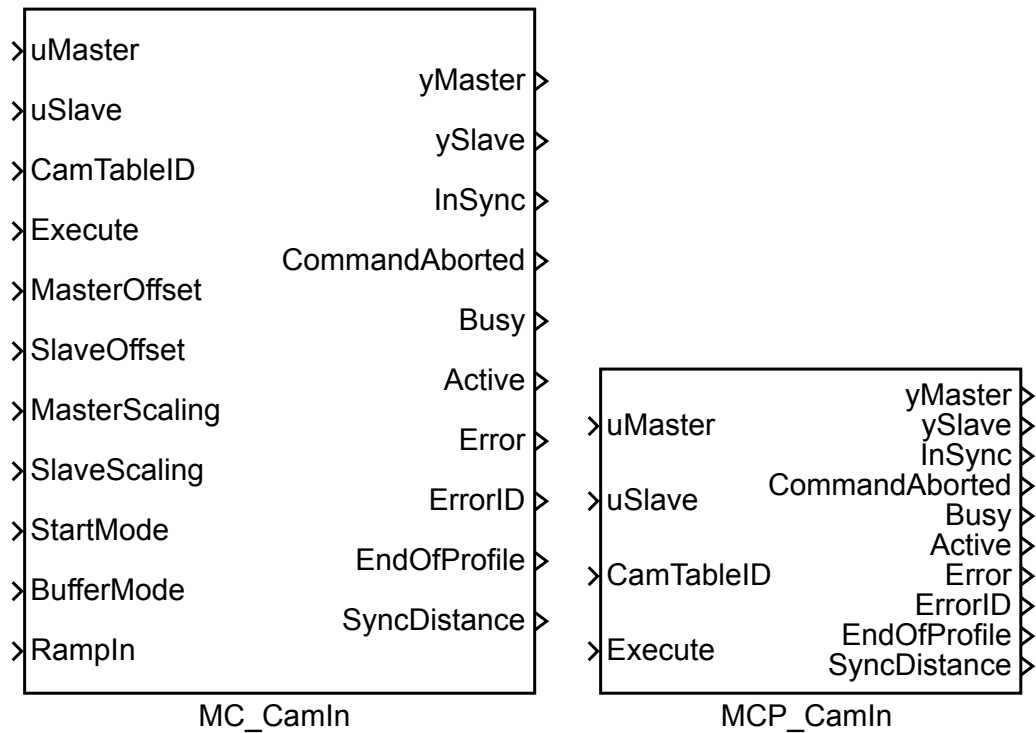 uMaster
uSlave
CamTableID
Execute
MasterOffset
SlaveOffset
MasterScaling
SlaveScaling
StartMode
BufferMode
RampIn
yMaster
ySlave
InSync
CommandAborted
Busy
Active
Error
ErrorID
EndOfProfile
SyncDistance
MC_CamIn
uMaster
uSlave
CamTableID
Execute
yMaster
ySlave
InSync
CommandAborted
Busy
Active
Error
ErrorID
EndOfProfile
SyncDistance
MCP_CamIn